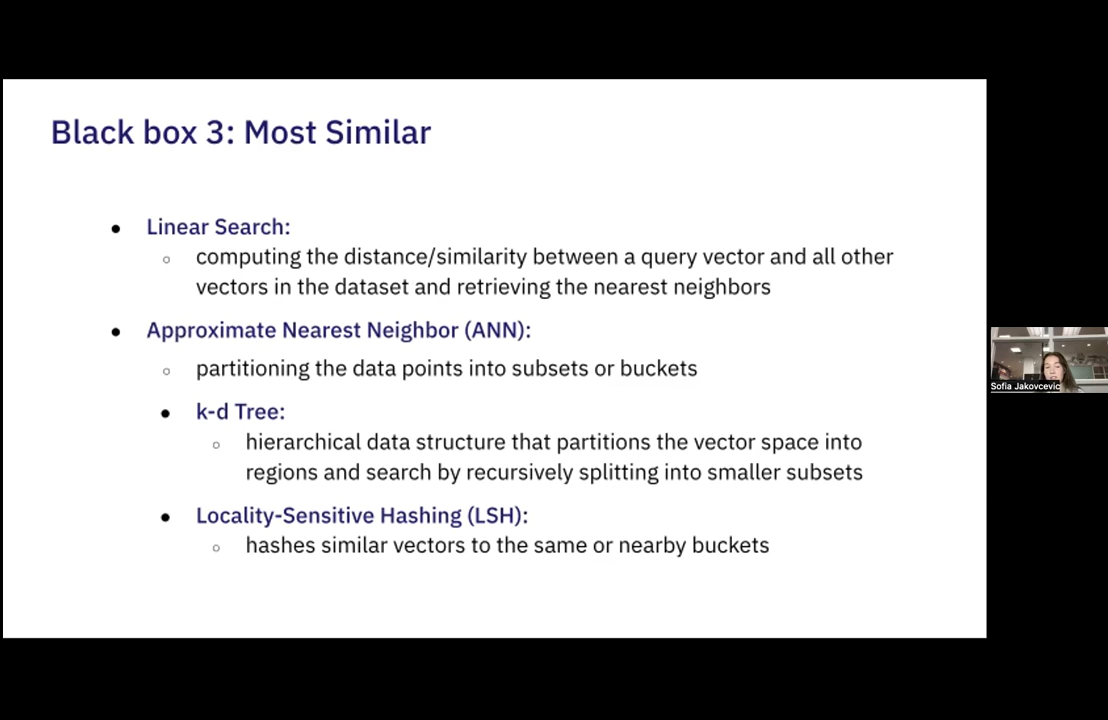 Black box 3: Most Similar
● Linear Search:
○ computing the distance/similarity between a query vector and all other
vectors in the dataset and retrieving the nearest neighbors
● Approximate Nearest Neighbor (ANN):
○ partitioning the data points into subsets or buckets
● k-d Tree:
○ hierarchical data structure that partitions the vector space into
regions and search by recursively splitting into smaller subsets
● Locality-Sensitive Hashing (LSH):
○ hashes similar vectors to the same or nearby buckets
Sofia Jakovcevic